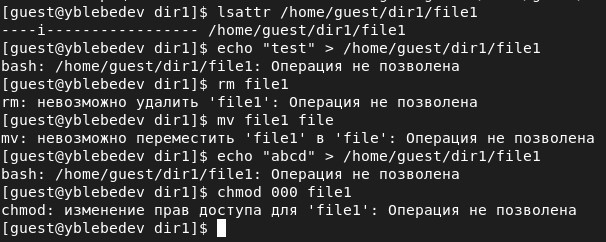 [guest@yblebedev dir1]$ lsattr /home/guest/dir1/file1
----i----------------- /home/guest/dir1/file1
[guest@yblebedev dir1]$ echo "test" > /home/guest/dir1/file1
bash: /home/guest/dir1/file1: Операция не позволена
[guest@yblebedev dir1]$ rm file1
rm: невозможно удалить 'file1': Операция не позволена
[guest@yblebedev dir1]$ mv file1 file
mv: невозможно переместить 'file1' в 'file': Операция не позволена
[guest@yblebedev dir1]$ echo "abcd" > /home/guest/dir1/file1
bash: /home/guest/dir1/file1: Операция не позволена
[guest@yblebedev dir1]$ chmod 000 file1
chmod: изменение прав доступа для 'file1': Операция не позволена
[guest@yblebedev dir1]$